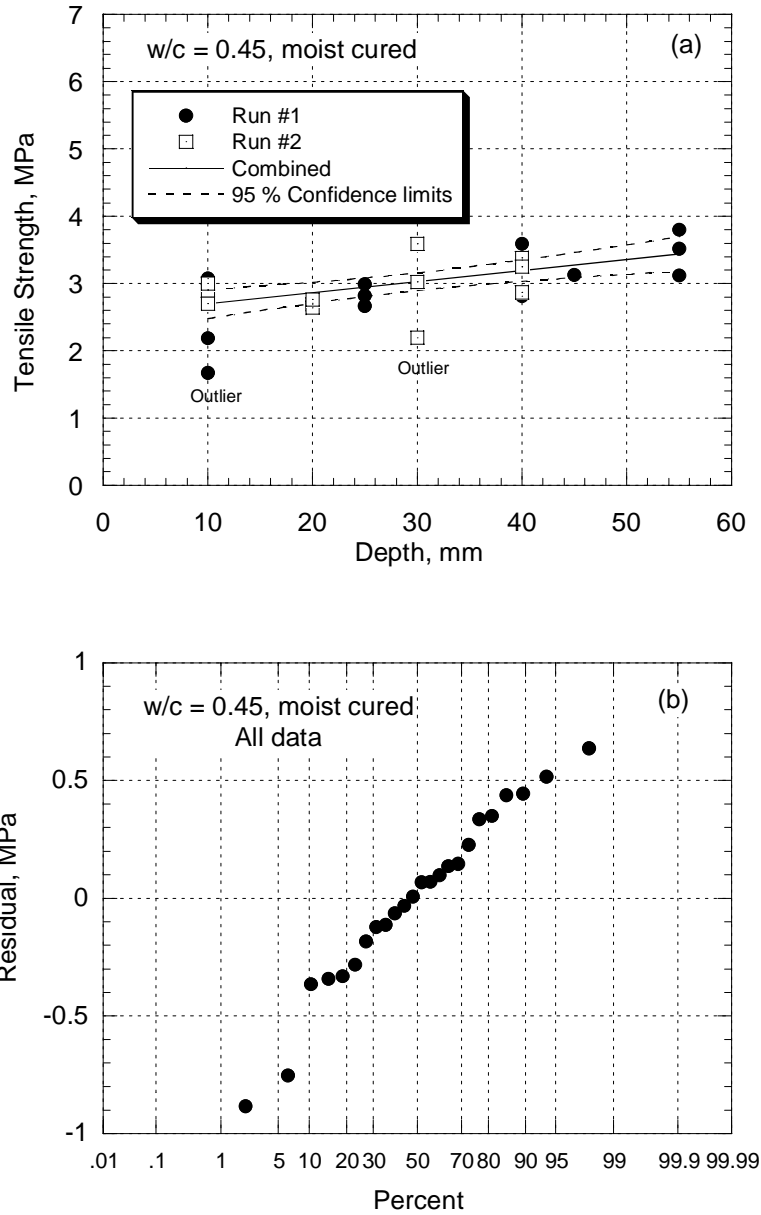 7
w/c = 0.45, moist cured
(a)
6
Run #1
Run #2
Combined
95 % Confidence limits
5
4
3
2
Outlier
Outlier
1
0
Tensile Strength, MPa
0 10 20 30 40 50 60
Depth, mm
1
w/c = 0.45, moist cured
All data
(b)
0.5
0
-0.5
-1
Residual, MPa
.01 .1 1 5 10 20 30 50 70 80 90 95 99 99.9 99.99
Percent